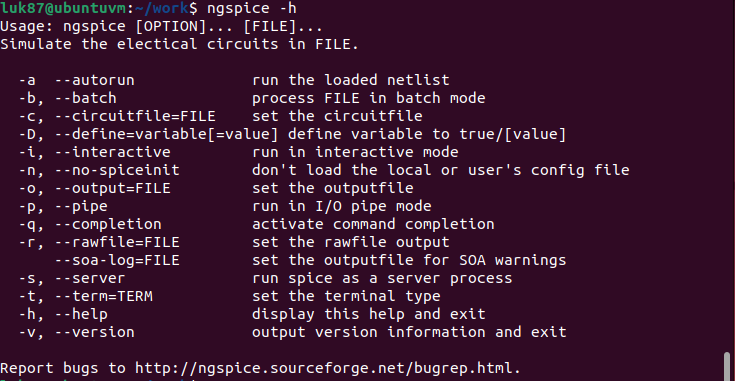 luk87@ubuntuvm:~/work$ ngspice -h
Usage: ngspice [OPTION]... [FILE]...
Simulate the electical circuits in FILE.
-a --autorun run the loaded netlist
-b, --batch process FILE in batch mode
-c, --circuitfile=FILE set the circuitfile
-D, --define=variable[=value] define variable to true/[value]
-i, --interactive run in interactive mode
-n, --no-spiceinit don't load the local or user's config file
-o, --output=FILE set the outputfile
-p, --pipe run in I/O pipe mode
-q, --completion activate command completion
-r, --rawfile=FILE set the rawfile output
--soa-log=FILE set the outputfile for SOA warnings
-s, --server run spice as a server process
-t, --term=TERM set the terminal type
-h, --help display this help and exit
-v, --version output version information and exit
Report bugs to http://ngspice.sourceforge.net/bugrep.html.